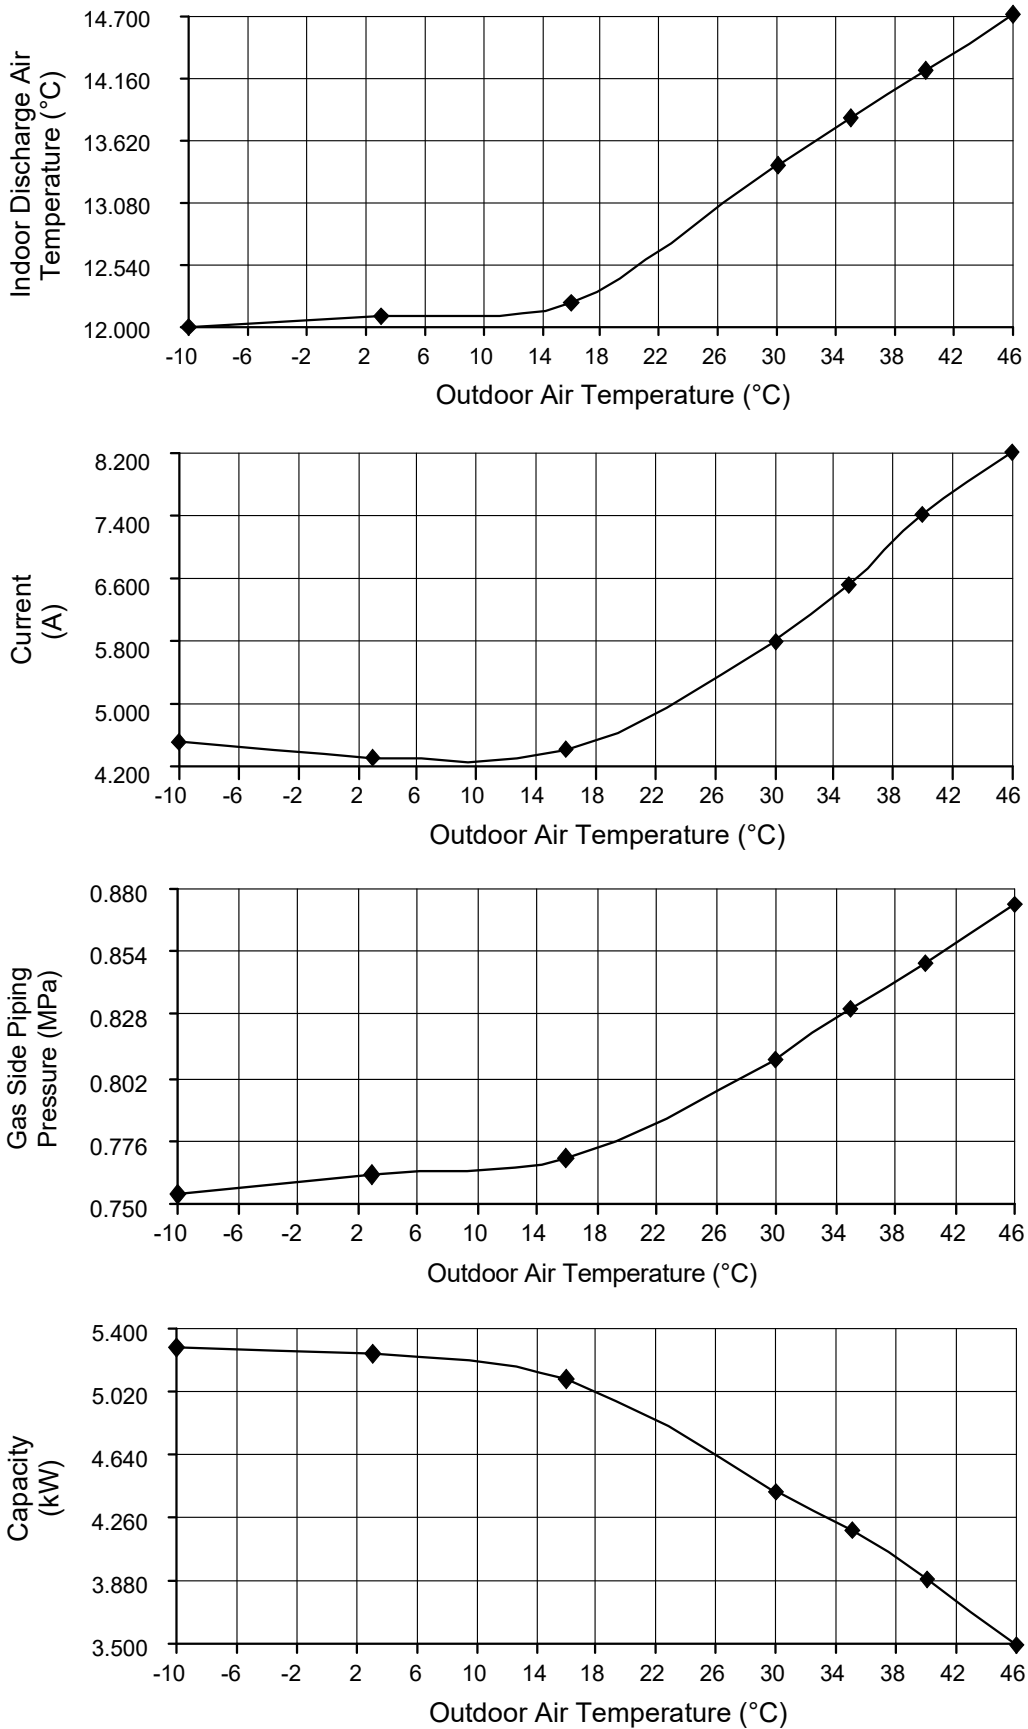 Indoor Discharge Air
Temperature (°C)
14.700
14.160
13.620
13.080
12.540
12.000
-10 -6 -2 2 6 10 14 18 22 26 30 34 38 42 46
Outdoor Air Temperature (°C)
Current
(A)
8.200
7.400
6.600
5.800
5.000
4.200
-10 -6 -2 2 6 10 14 18 22 26 30 34 38 42 46
Outdoor Air Temperature (°C)
Gas Side Piping
Pressure (MPa)
0.880
0.854
0.828
0.802
0.776
0.750
-10 -6 -2 2 6 10 14 18 22 26 30 34 38 42 46
Outdoor Air Temperature (°C)
Capacity
(kW)
5.400
5.020
4.640
4.260
3.880
3.500
-10 -6 -2 2 6 10 14 18 22 26 30 34 38 42 46
Outdoor Air Temperature (°C)